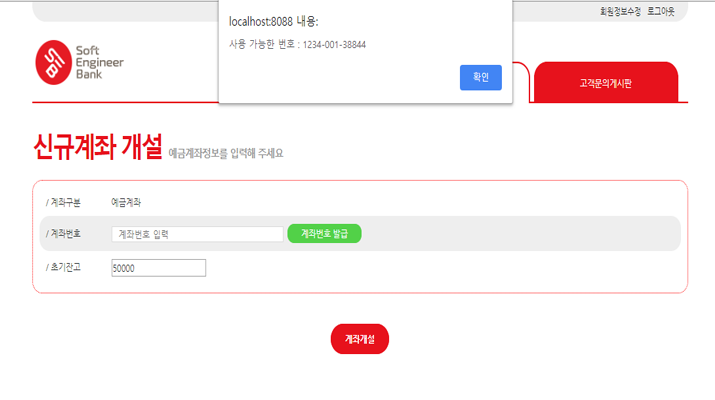 회원정보수정 로그아웃
localhost:8088 내용:
사용 가능한 번호 : 1234-001-38844
확인
Soft
Engineer
Bank
고객문의게시판
신규계좌 개설 예금계좌정보를 입력해 주세요
/ 계좌구분 예금계좌
/ 계좌번호 계좌번호 입력 계좌번호 발급
/ 초기잔고 50000
계좌개설